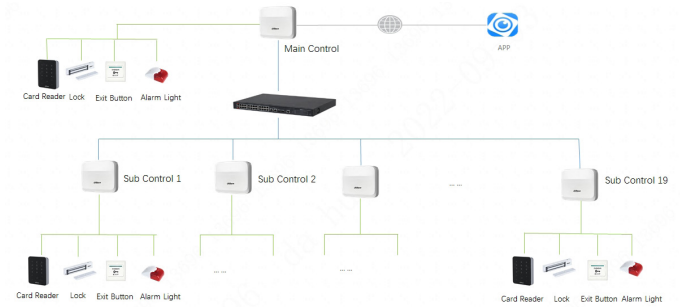 Main Control
APP
Card Reader Lock Exit Button Alarm Light
Sub Control 1
Sub Control 2
... ...
Sub Control 19
... ...
... ...
Card Reader Lock Exit Button Alarm Light
Card Reader Lock Exit Button Alarm Light